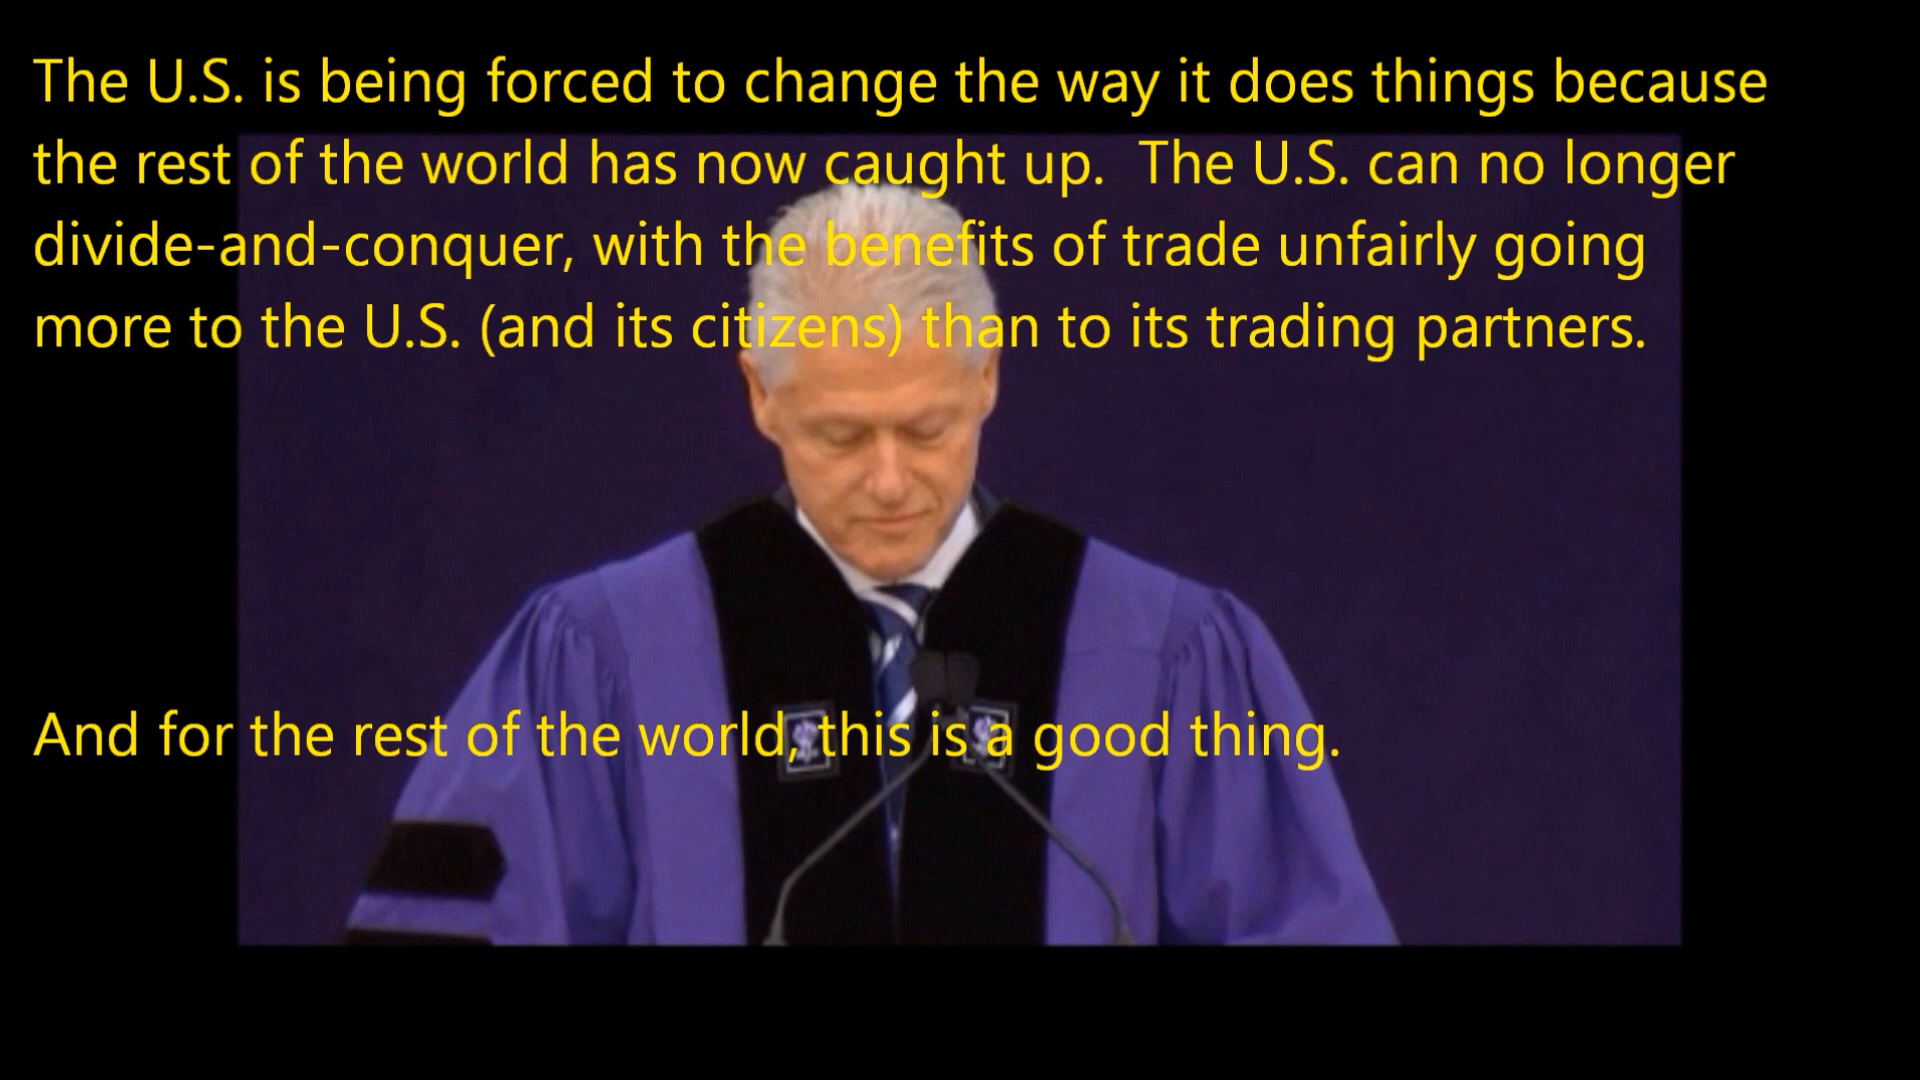 The U.S. is being forced to change the way it does things because
the rest of the world has now caught up.  The U.S. can no longer
divide-and-conquer, with the benefits of trade unfairly going
more to the U.S. (and its citizens) than to its trading partners.
And for the rest of the world, this is a good thing.